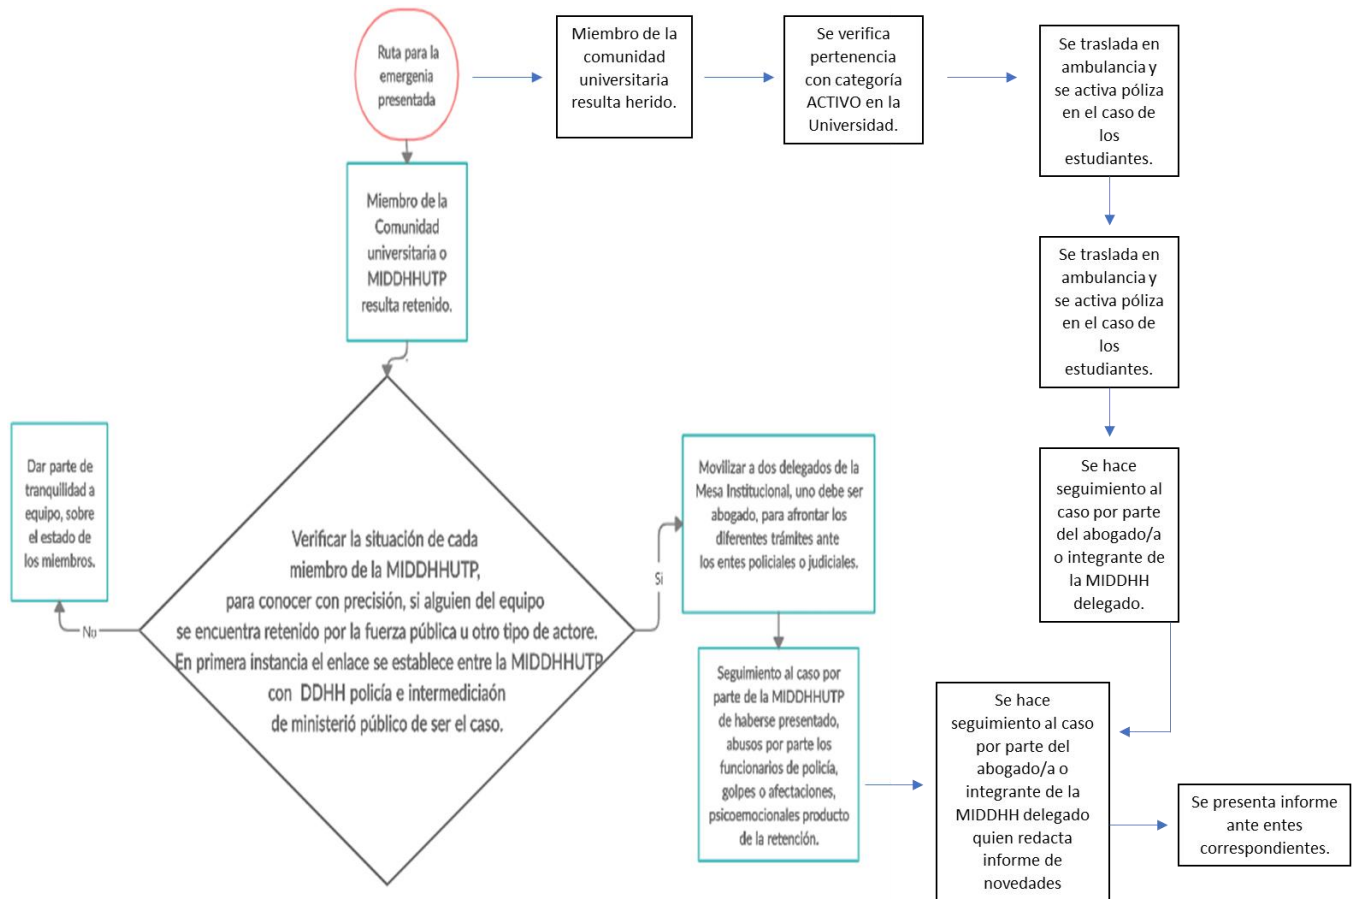 Ruta para la
emergenia
presentada
Miembro de la
comunidad
universitaria
resulta herido.
Se verifica
pertenencia
con categoría
ACTIVO en la
Universidad.
Se traslada en
ambulancia y
se activa póliza
en el caso de
los
estudiantes.
Se traslada en
ambulancia y
se activa póliza
en el caso de
los
estudiantes.
Se hace
seguimiento al
caso por parte
del abogado/a
o integrante de
la MIDDHH
delegado.
Miembro de la
Comunidad
universitaria o
MIDDHHUTP
resulta retenido.
Verificar la situación de cada
miembro de la MIDDHHUTP,
para conocer con precisión, si alguien del equipo
se encuentra retenido por la fuerza pública u otro tipo de actore.
En primera instancia el enlace se establece entre la MIDDHHUTP
con DDHH policía e intermediciaón
de ministerió público de ser el caso.
No
Dar parte de
tranquilidad a
equipo, sobre
el estado de
los miembros.
Si
Movilizar a dos delegados de la
Mesa Institucional, uno debe ser
abogado, para afrontar los
diferentes trámites ante
los entes policiales o judiciales.
Seguimiento al caso por
parte de la MIDDHHUTP
de haberse presentado,
abusos por parte los
funcionarios de policía,
golpes o afectaciones,
psicoemocionales producto
de la retención.
Se hace
seguimiento al caso
por parte del
abogado/a o
integrante de la
MIDDHH delegado
quien redacta
informe de
novedades
Se presenta informe
ante entes
correspondientes.